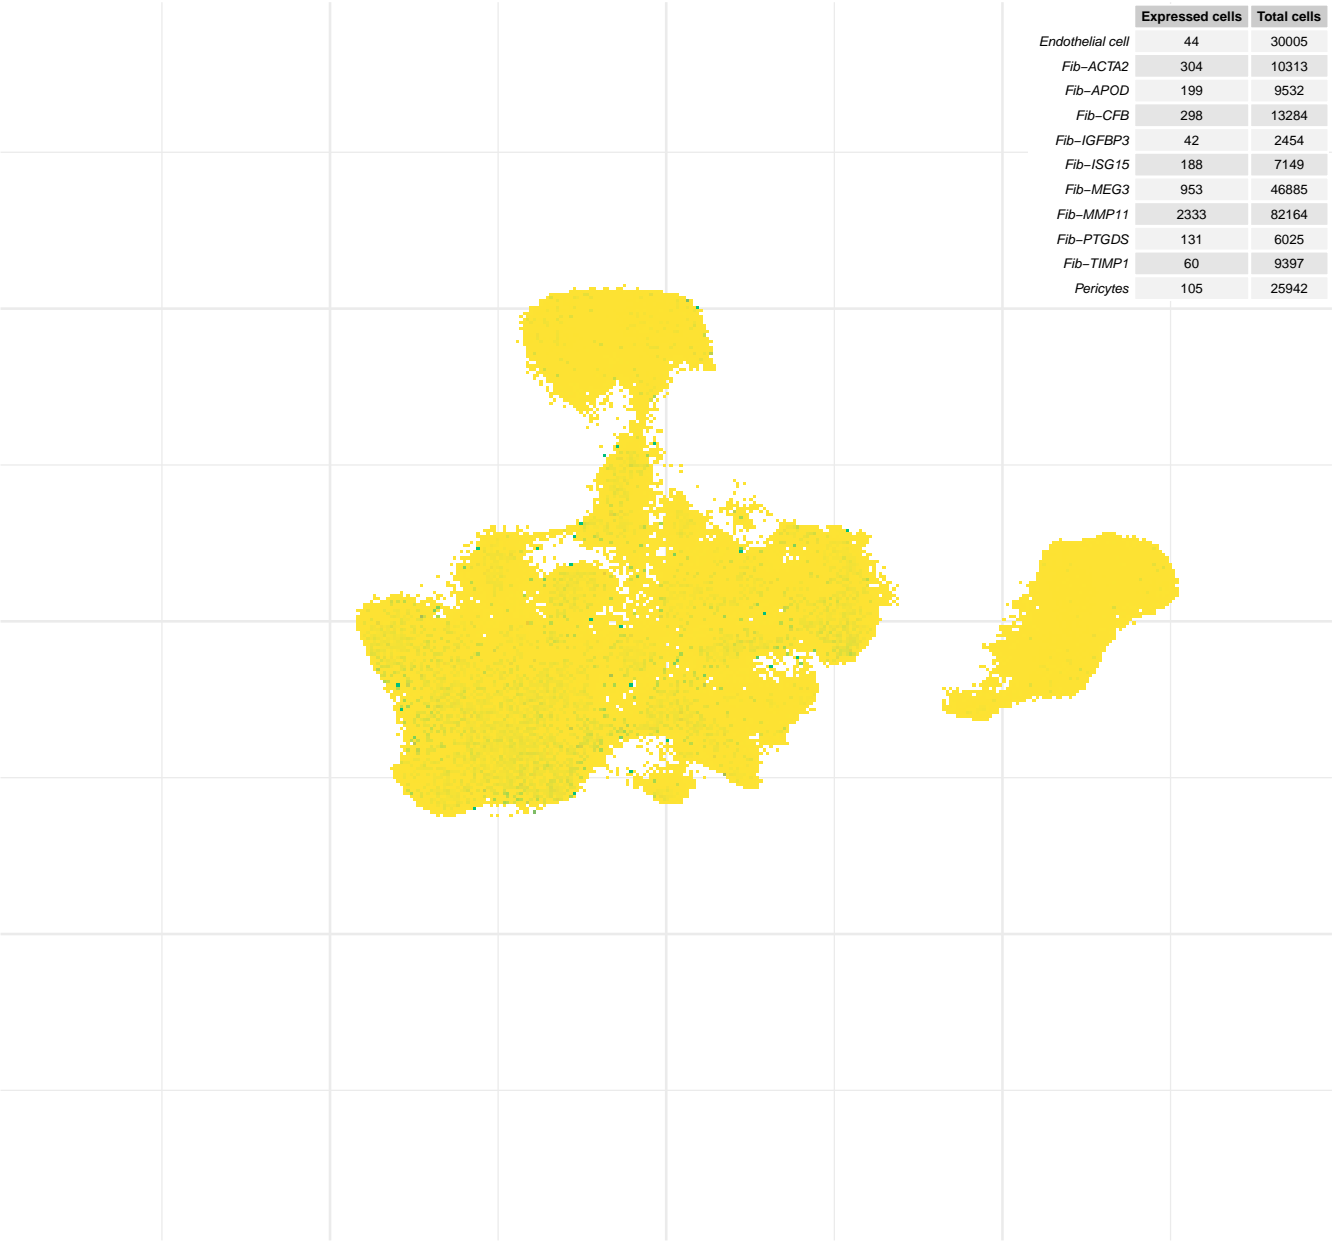 Expressed cells Total cells
Endothelial cell 44 30005
Fib−ACTA2 304 10313
Fib−APOD 199 9532
Fib−CFB 298 13284
Fib−IGFBP3 42 2454
Fib−ISG15 188 7149
Fib−MEG3 953 46885
Fib−MMP11 2333 82164
Fib−PTGDS 131 6025
Fib−TIMP1 60 9397
Pericytes 105 25942